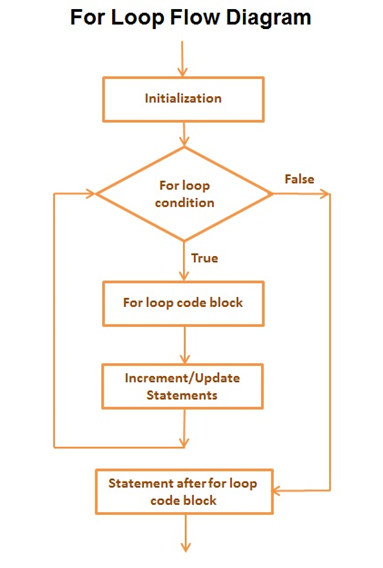 For Loop Flow Diagram
Initialization
For loop
condition
False
True
For loop code block
Increment/Update
Statements
Statement after for loop
code block